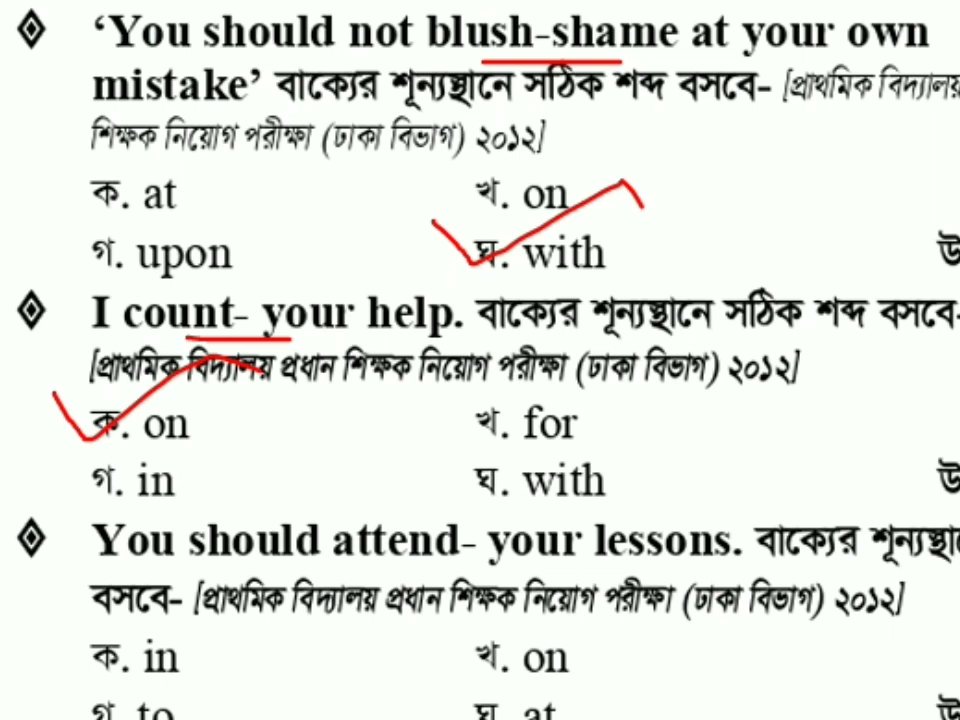 ‘You should not blush-shame at your own
mistake’ বাক্যের শূন্যস্থানে সঠিক শব্দ বসবে- [প্রাথমিক বিদ্যালয়
শিক্ষক নিয়োগ পরীক্ষা (ঢাকা বিভাগ) ২০১২]
ক. at খ. on
গ. upon ঘ. with উ
I count- your help. বাক্যের শূন্যস্থানে সঠিক শব্দ বসবে-
[প্রাথমিক বিদ্যালয় প্রধান শিক্ষক নিয়োগ পরীক্ষা (ঢাকা বিভাগ) ২০১২]
ক. on খ. for
গ. in ঘ. with উ
You should attend- your lessons. বাক্যের
বসবে- [প্রাথমিক বিদ্যালয় প্রধান শিক্ষক নিয়োগ পরীক্ষা (ঢাকা বিভাগ) ২০১২]
ক. in খ. on
গ. to ঘ. at